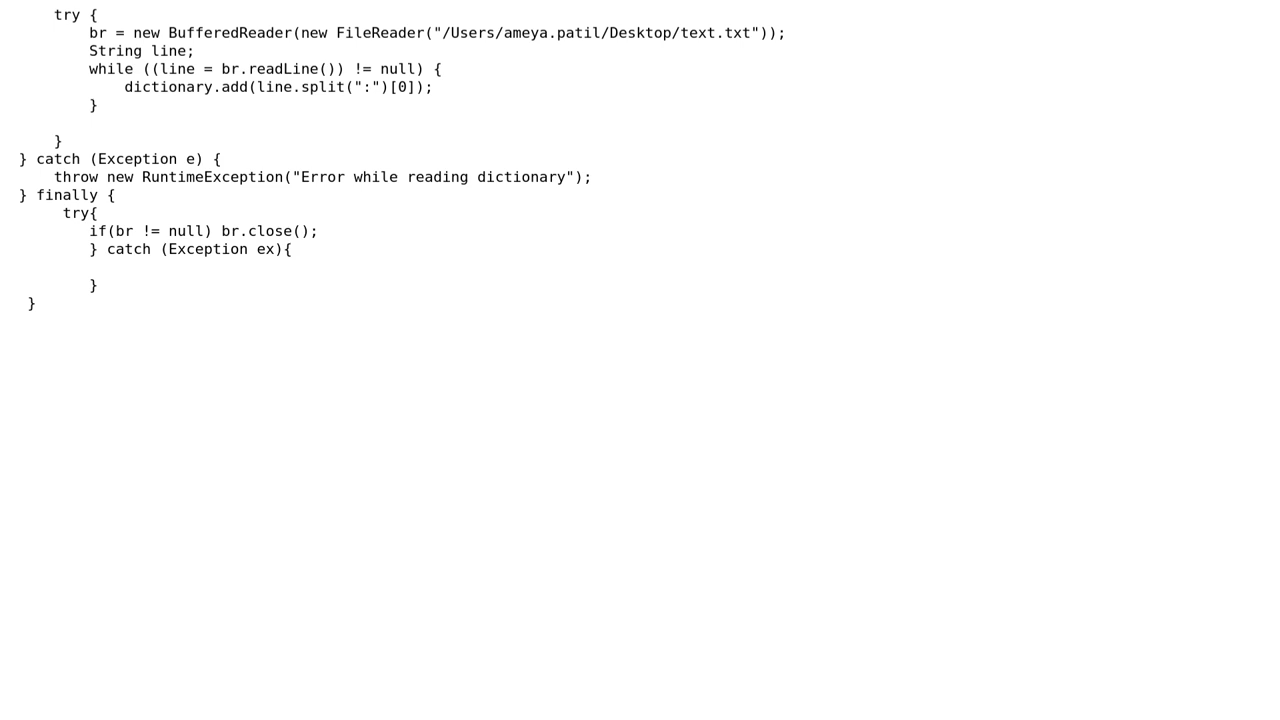 try {
        br = new BufferedReader(new FileReader("/Users/ameya.patil/Desktop/text.txt"));
        String line;
        while ((line = br.readLine()) != null) {
            dictionary.add(line.split(":")[0]);
        }

    }
} catch (Exception e) {
    throw new RuntimeException("Error while reading dictionary");
} finally {
     try{
        if(br != null) br.close();
        } catch (Exception ex){

        }
 }